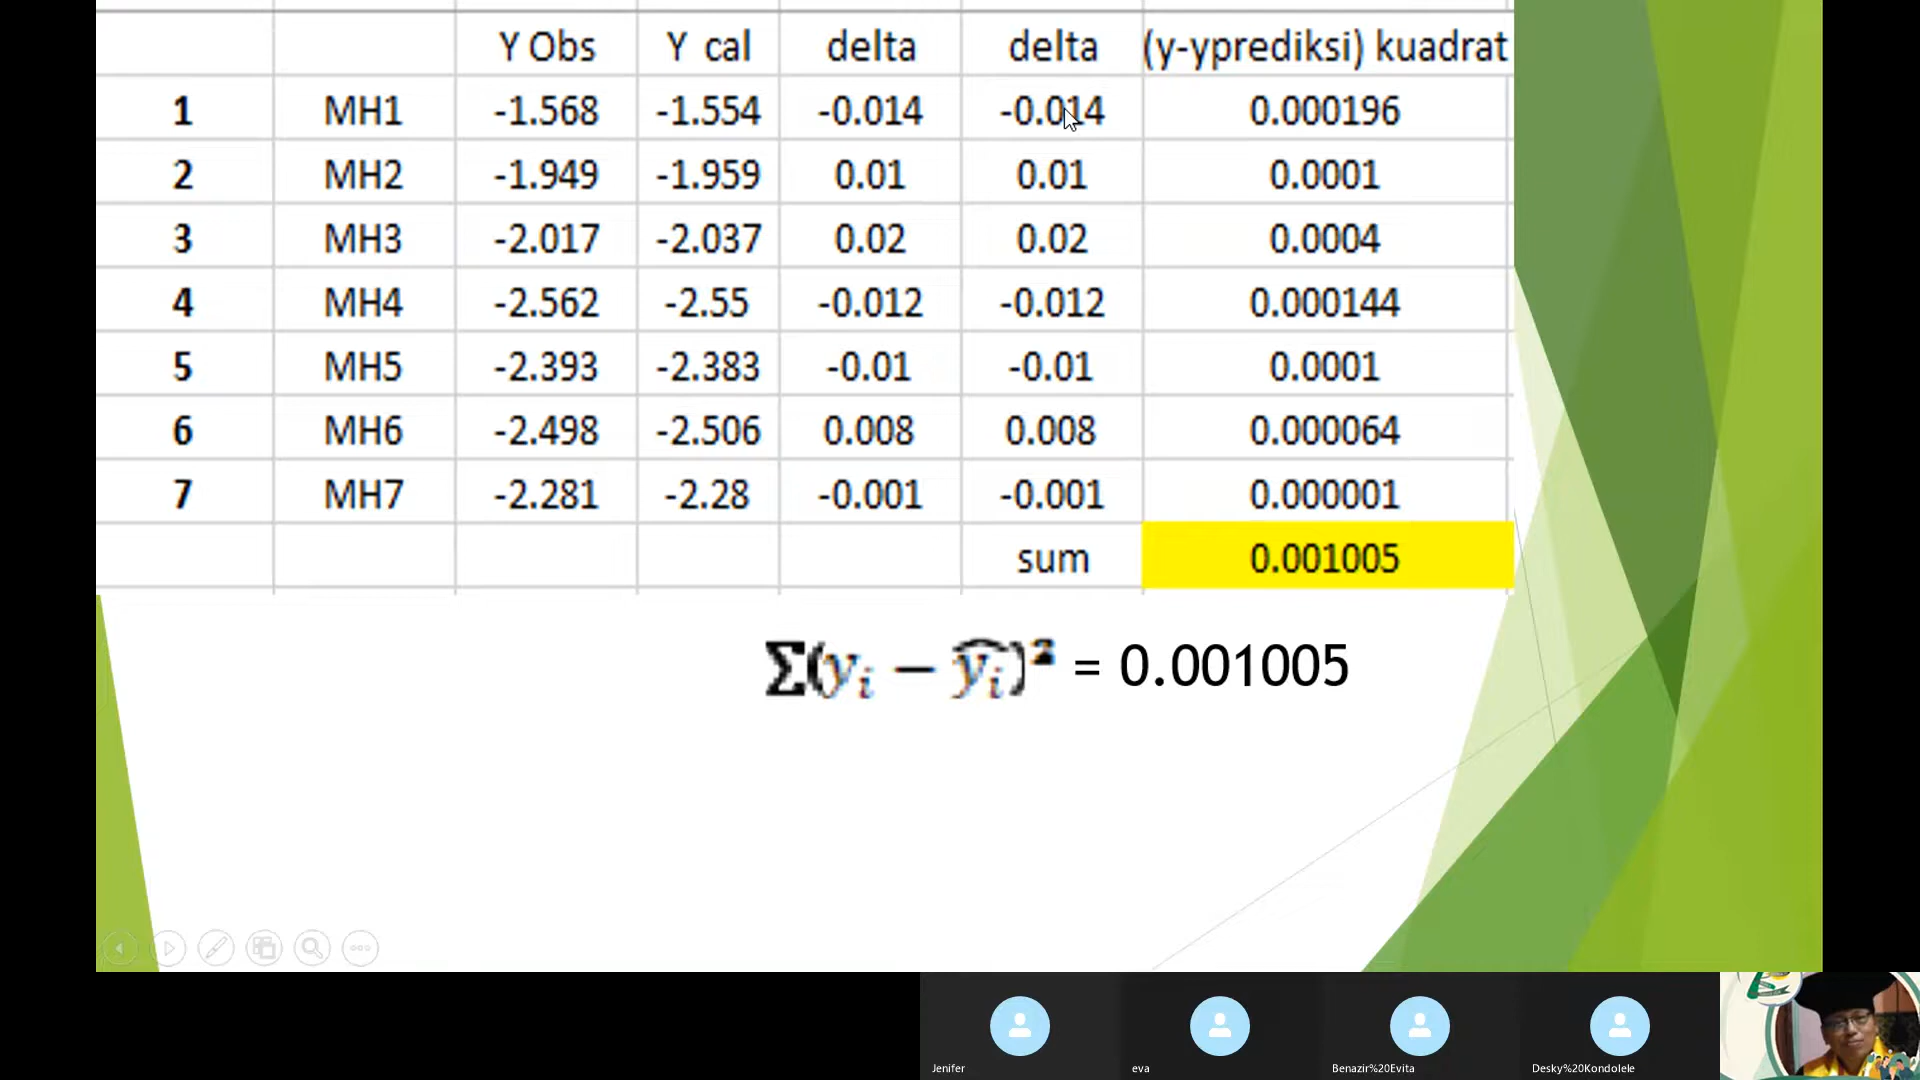 Y Obs Y cal delta delta (y-yprediksi) kuadrat
1 MH1 -1.568 -1.554 -0.014 -0.014 0.000196
2 MH2 -1.949 -1.959 0.01 0.01 0.0001
3 MH3 -2.017 -2.037 0.02 0.02 0.0004
4 MH4 -2.562 -2.55 -0.012 -0.012 0.000144
5 MH5 -2.393 -2.383 -0.01 -0.01 0.0001
6 MH6 -2.498 -2.506 0.008 0.008 0.000064
7 MH7 -2.281 -2.28 -0.001 -0.001 0.000001
sum 0.001005
Σ(yᵢ − ŷᵢ)² = 0.001005
Jenifer eva Benazir%20Evita Desky%20Kondolele